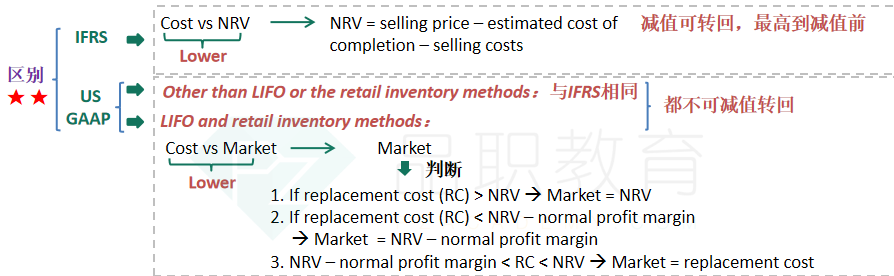 IFRS
Cost vs NRV
Lower
NRV = selling price – estimated cost of
completion – selling costs
减值可转回，最高到减值前
区别
★★
US
GAAP
Other than LIFO or the retail inventory methods：与IFRS相同
LIFO and retail inventory methods：
都不可减值转回
Cost vs Market
Lower
Market
判断
1. If replacement cost (RC) > NRV → Market = NRV
2. If replacement cost (RC) < NRV – normal profit margin
→ Market = NRV – normal profit margin
3. NRV – normal profit margin < RC < NRV → Market = replacement cost